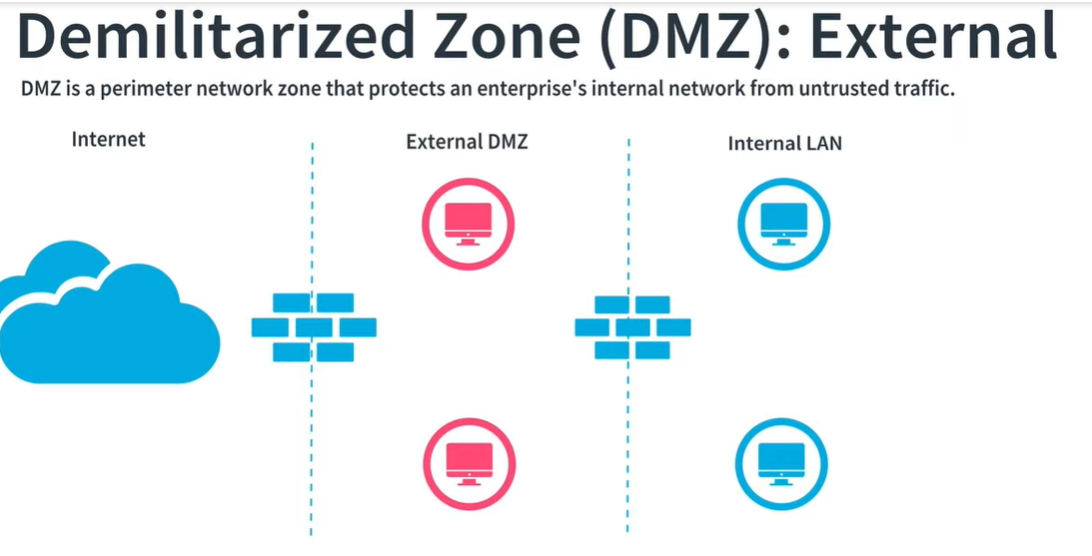 Demilitarized Zone (DMZ): External
DMZ is a perimeter network zone that protects an enterprise's internal network from untrusted traffic.
Internet
External DMZ
Internal LAN